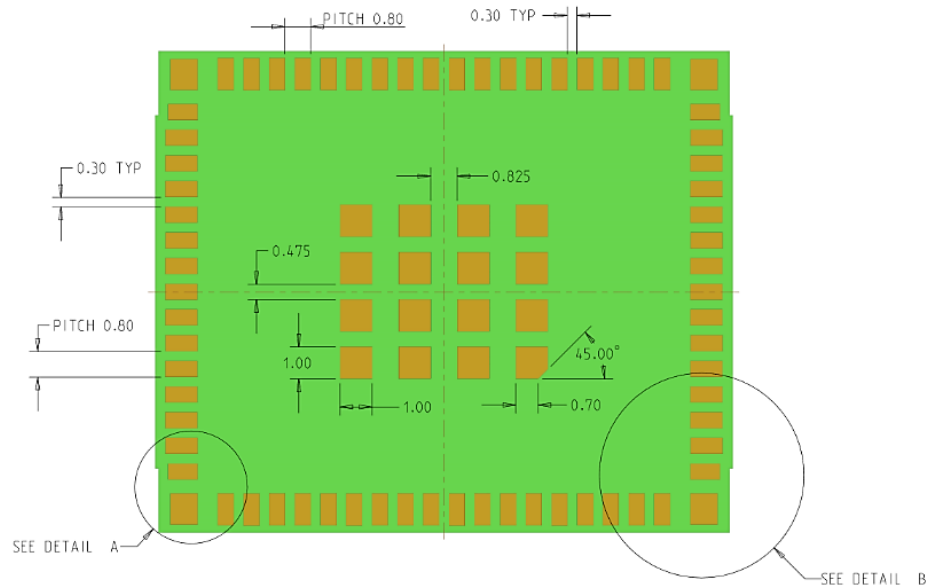 PITCH 0.80
0.30 TYP
0.30 TYP
0.825
0.475
PITCH 0.80
1.00
45.00°
1.00
0.70
SEE DETAIL A
SEE DETAIL B